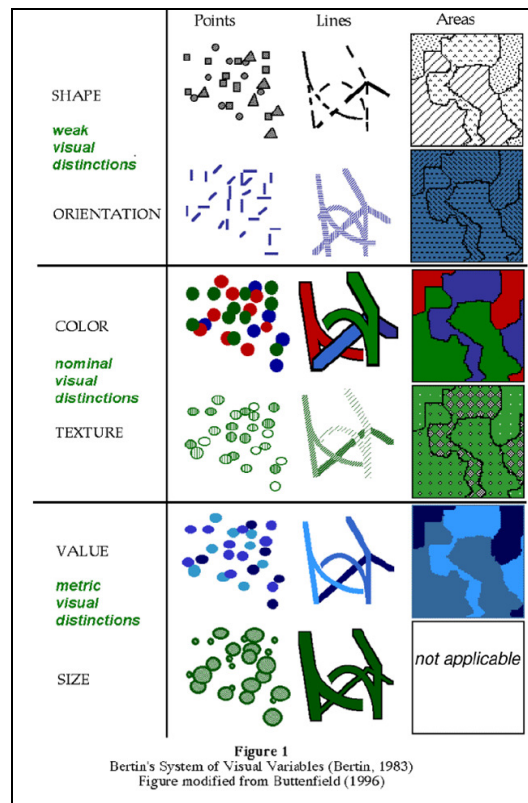 Points Lines Areas
SHAPE
weak
visual
distinctions
ORIENTATION
COLOR
nominal
visual
distinctions
TEXTURE
VALUE
metric
visual
distinctions
SIZE
not applicable
Figure 1
Bertin's System of Visual Variables (Bertin, 1983)
Figure modified from Buttenfield (1996)